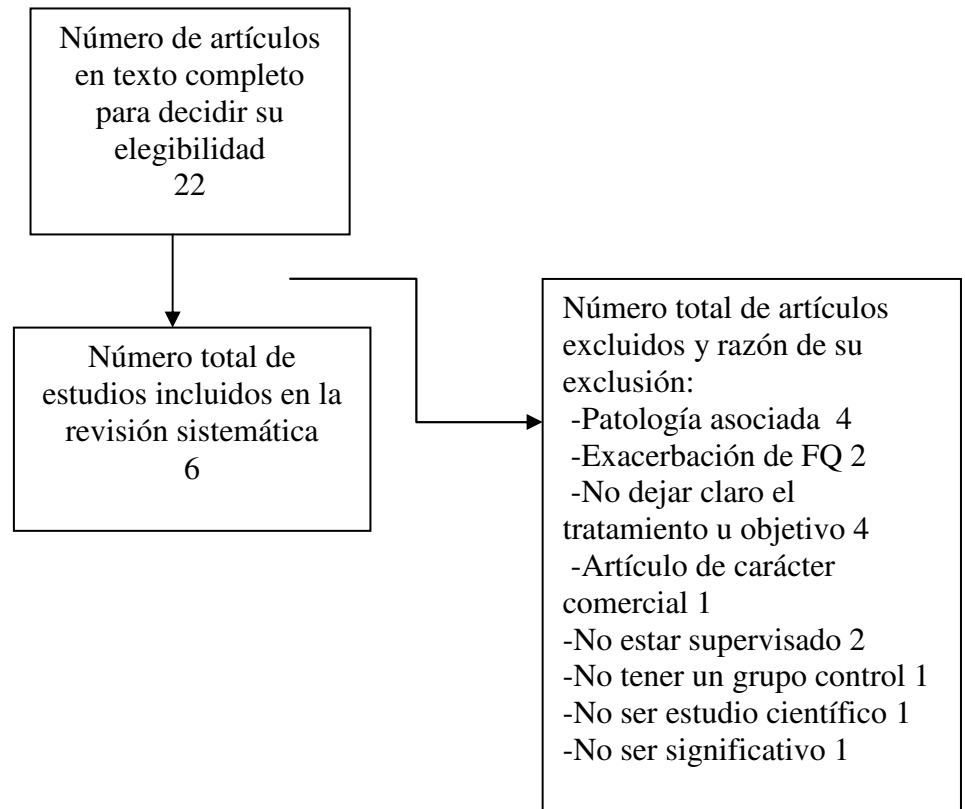 Número de artículos
en texto completo
para decidir su
elegibilidad
22
Número total de
estudios incluidos en la
revisión sistemática
6
Número total de artículos
excluidos y razón de su
exclusión:
-Patología asociada 4
-Exacerbación de FQ 2
-No dejar claro el
tratamiento u objetivo 4
-Artículo de carácter
comercial 1
-No estar supervisado 2
-No tener un grupo control 1
-No ser estudio científico 1
-No ser significativo 1